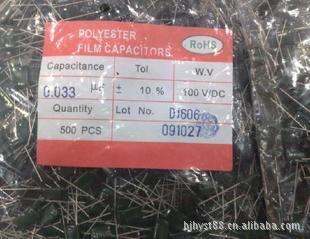 POLYESTER
FILM CAPACITORS
RoHS
Capacitance Tol W.V
0.033 μF ± 10 % 100 V/DC
Quantity Lot No. DJ606
500 PCS 091027
bjhyst88.cn.alibaba.com